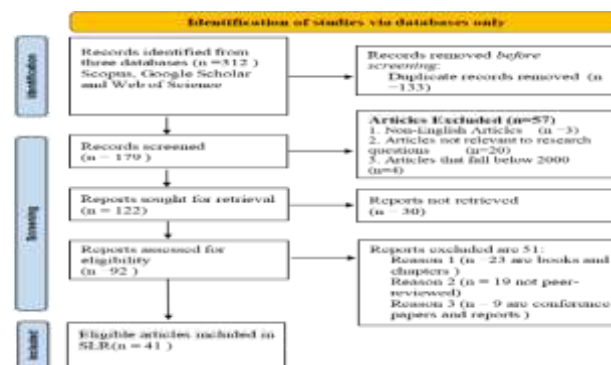 Identification of studies via databases only
Identification
Records identified from
three databases (n =312 )
Scopus, Google Scholar
and Web of Science
Records removed before
screening:
Duplicate records removed (n
=133)
Screening
Records screened
(n = 179 )
Articles Excluded (n=57)
1. Non-English Articles (n =3)
2. Articles not relevant to research
questions (n=20)
3. Articles that fall below 2000
(n=4)
Reports sought for retrieval
(n = 122)
Reports not retrieved
(n = 30)
Reports assessed for
eligibility
(n =92 )
Reports excluded are 51:
Reason 1 (n =23 are books and
chapters )
Reason 2 (n = 19 not peer-
reviewed)
Reason 3 (n = 9 are conference
papers and reports )
Included
Eligible articles included in
SLR(n = 41 )